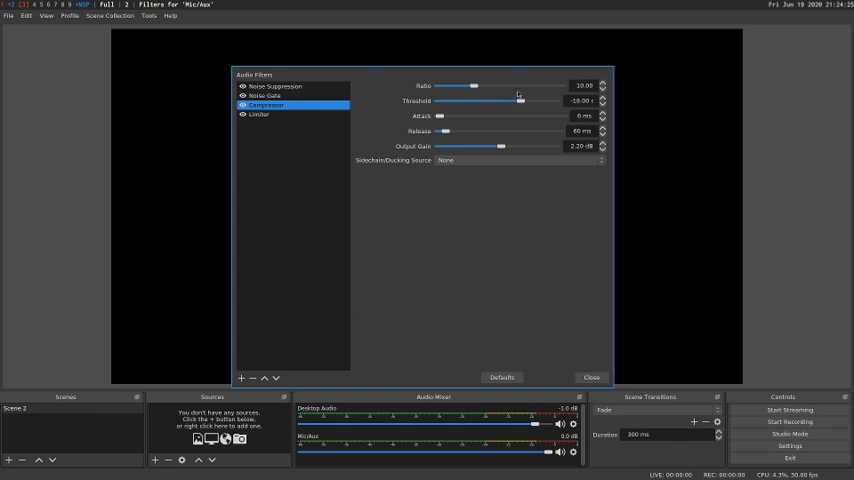 1 +2 [3] 4 5 6 7 8 9 +NSP | Full | 2 | Filters for 'Mic/Aux'
Fri Jun 19 2020 21:24:25
File Edit View Profile Scene Collection Tools Help
Audio Filters
Noise Suppression
Noise Gate
Compressor
Limiter
Ratio 10.00
Threshold -18.00 c
Attack 6 ms
Release 60 ms
Output Gain 2.20 dB
Sidechain/Ducking Source None
Defaults Close
Scenes
Scene 2
Sources
You don't have any sources.
Click the + button below,
or right click here to add one.
Audio Mixer
Desktop Audio -1.0 dB
Mic/Aux 0.0 dB
Scene Transitions
Fade
Duration 300 ms
Controls
Start Streaming
Start Recording
Studio Mode
Settings
Exit
LIVE: 00:00:00 REC: 00:00:00 CPU: 4.3%, 30.00 fps